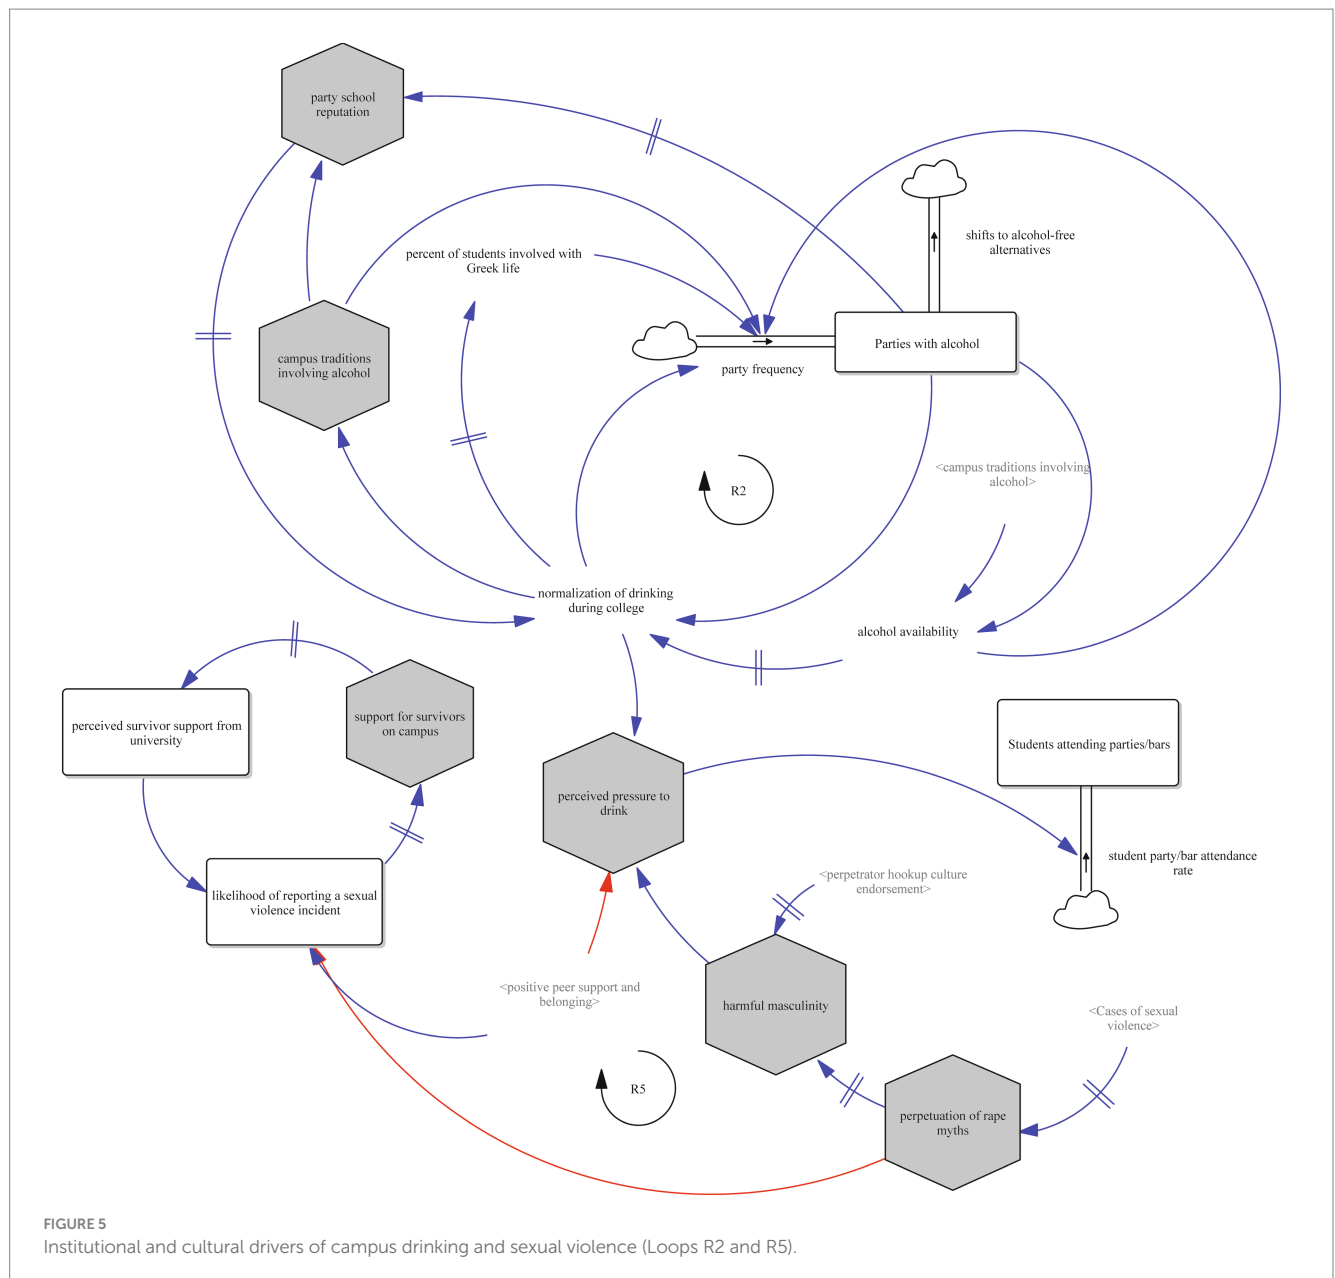 party school
reputation
shifts to alcohol-free
alternatives
percent of students involved with
Greek life
campus traditions
involving alcohol
Parties with alcohol
party frequency
<campus traditions involving
alcohol>
R2
normalization of drinking
during college
alcohol availability
perceived survivor support from
university
support for survivors
on campus
Students attending parties/bars
perceived pressure to
drink
student party/bar attendance
rate
likelihood of reporting a sexual
violence incident
<perpetrator hookup culture
endorsement>
<positive peer support and
belonging>
harmful masculinity
<Cases of sexual
violence>
R5
perpetuation of rape
myths
FIGURE 5
Institutional and cultural drivers of campus drinking and sexual violence (Loops R2 and R5).